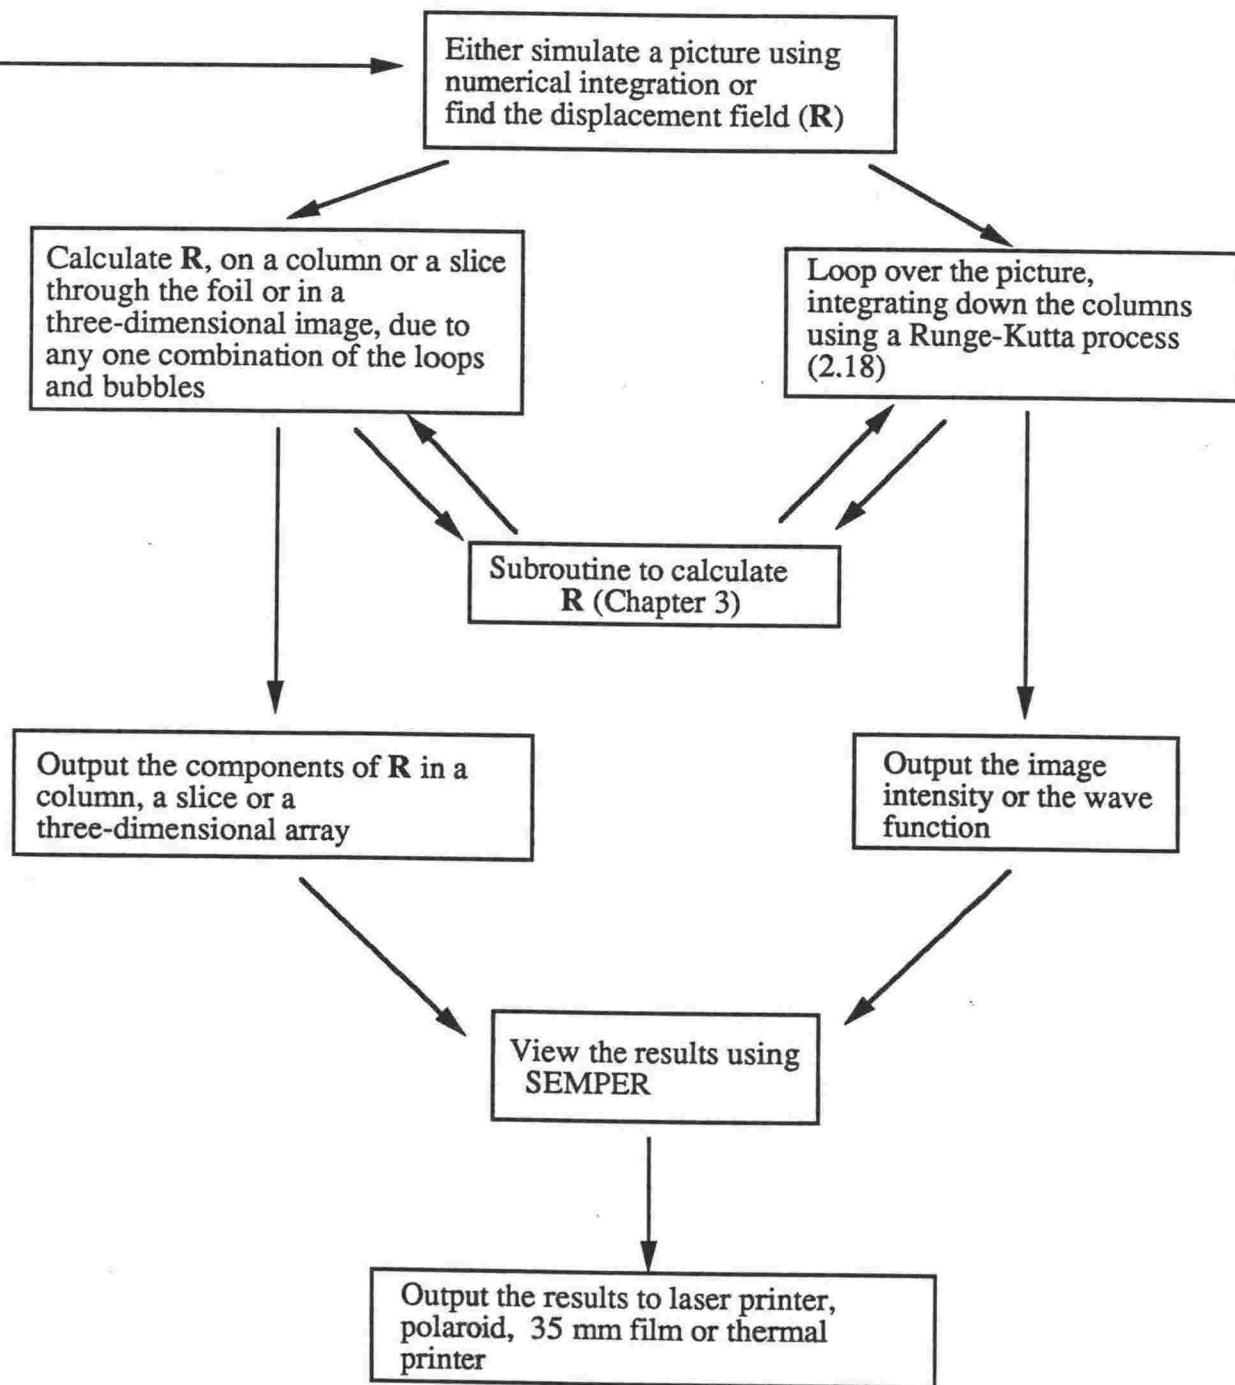 Either simulate a picture using
numerical integration or
find the displacement field (R)
Calculate R, on a column or a slice
through the foil or in a
three-dimensional image, due to
any one combination of the loops
and bubbles
Loop over the picture,
integrating down the columns
using a Runge-Kutta process
(2.18)
Subroutine to calculate
R (Chapter 3)
Output the components of R in a
column, a slice or a
three-dimensional array
Output the image
intensity or the wave
function
View the results using
SEMPER
Output the results to laser printer,
polaroid, 35 mm film or thermal
printer